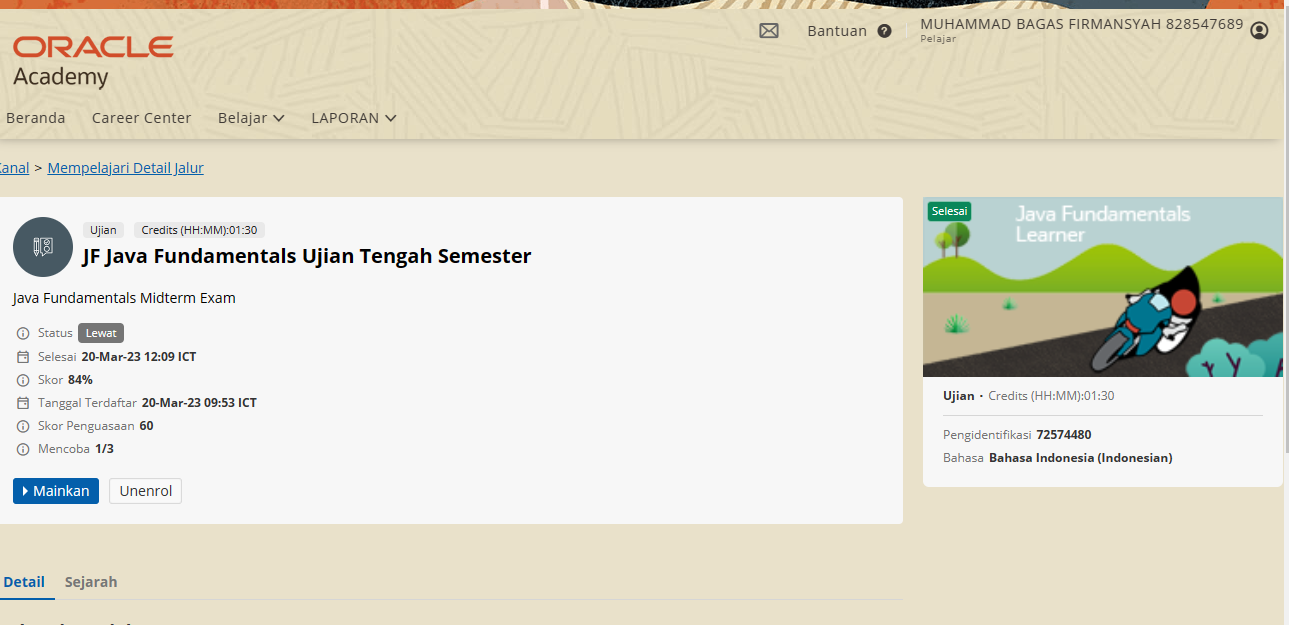 ORACLE
Academy
Bantuan
MUHAMMAD BAGAS FIRMANSYAH 828547689
Pelajar
Beranda Career Center Belajar LAPORAN
Kanal > Mempelajari Detail Jalur
Ujian Credits (HH:MM):01:30
JF Java Fundamentals Ujian Tengah Semester
Java Fundamentals Midterm Exam
Status Lewat
Selesai 20-Mar-23 12:09 ICT
Skor 84%
Tanggal Terdaftar 20-Mar-23 09:53 ICT
Skor Penguasaan 60
Mencoba 1/3
Mainkan Unenrol
Selesai
Java Fundamentals
Learner
Ujian • Credits (HH:MM):01:30
Pengidentifikasi 72574480
Bahasa Bahasa Indonesia (Indonesian)
Detail Sejarah